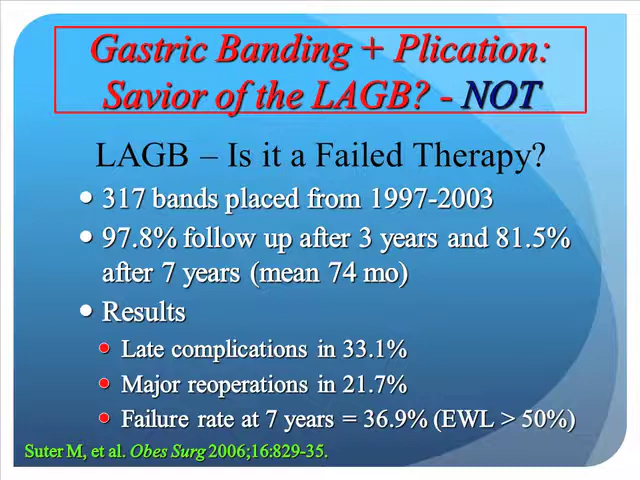 Gastric Banding + Plication:
Savior of the LAGB? - NOT
LAGB – Is it a Failed Therapy?
• 317 bands placed from 1997-2003
• 97.8% follow up after 3 years and 81.5%
after 7 years (mean 74 mo)
• Results
• Late complications in 33.1%
• Major reoperations in 21.7%
• Failure rate at 7 years = 36.9% (EWL > 50%)
Suter M, et al. Obes Surg 2006;16:829-35.